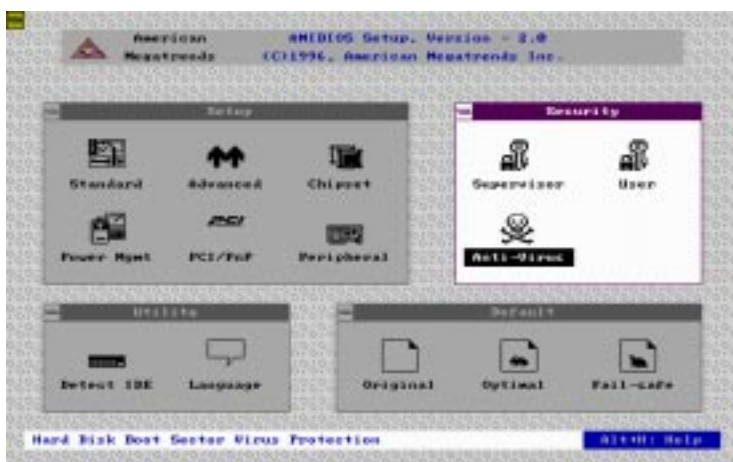 American
Megatrends
AMIBIOS Setup, Version - 2.0
(C)1996, American Megatrends Inc.
Setup
Standard
Advanced
Chipset
Power Mgmt
PCI
PCI/PnP
Peripheral
Security
Supervisor
User
Anti-Virus
Utility
Detect IDE
Language
Default
Original
Optimal
Fail-safe
Hard Disk Boot Sector Virus Protection
Alt+H: Help